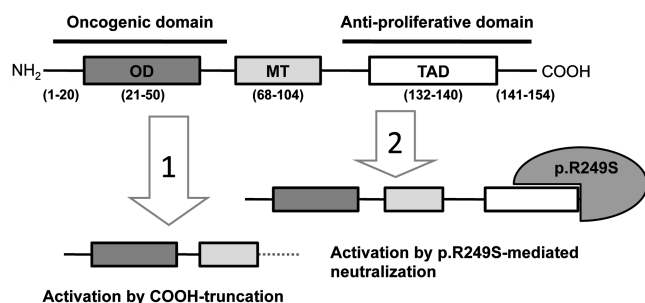 Oncogenic domain
Anti-proliferative domain
NH2
OD
MT
TAD
COOH
(1-20)
(21-50)
(68-104)
(132-140)
(141-154)
1
2
p.R249S
Activation by p.R249S-mediated
neutralization
Activation by COOH-truncation